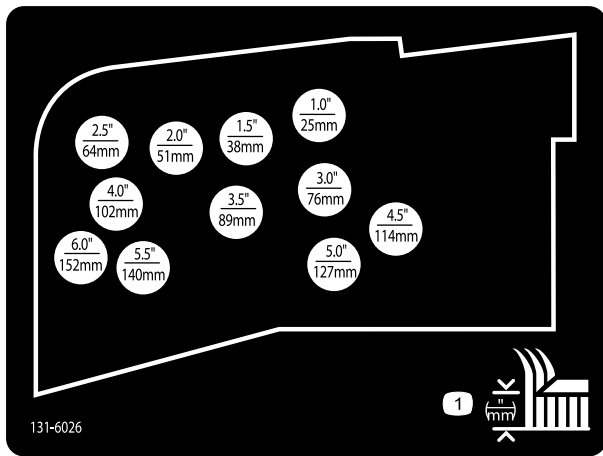 1.0"
25mm
2.5"
64mm
2.0"
51mm
1.5"
38mm
4.0"
102mm
3.5"
89mm
3.0"
76mm
4.5"
114mm
6.0"
152mm
5.5"
140mm
5.0"
127mm
1
(")
mm
131-6026